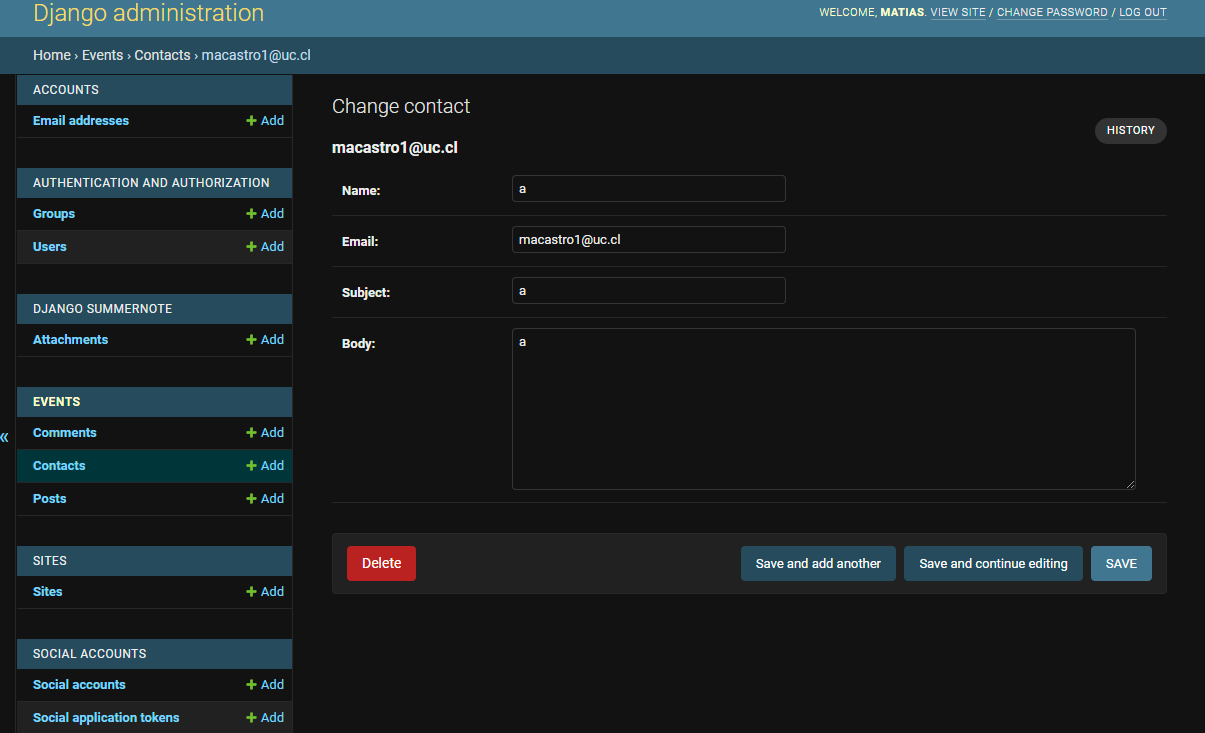 Django administration
WELCOME, MATIAS. VIEW SITE / CHANGE PASSWORD / LOG OUT
Home › Events › Contacts › macastro1@uc.cl
«
ACCOUNTS
Email addresses + Add
AUTHENTICATION AND AUTHORIZATION
Groups + Add
Users + Add
DJANGO SUMMERNOTE
Attachments + Add
EVENTS
Comments + Add
Contacts + Add
Posts + Add
SITES
Sites + Add
SOCIAL ACCOUNTS
Social accounts + Add
Social application tokens + Add
Change contact
HISTORY
macastro1@uc.cl
Name: a
Email: macastro1@uc.cl
Subject: a
Body: a
Delete Save and add another Save and continue editing SAVE